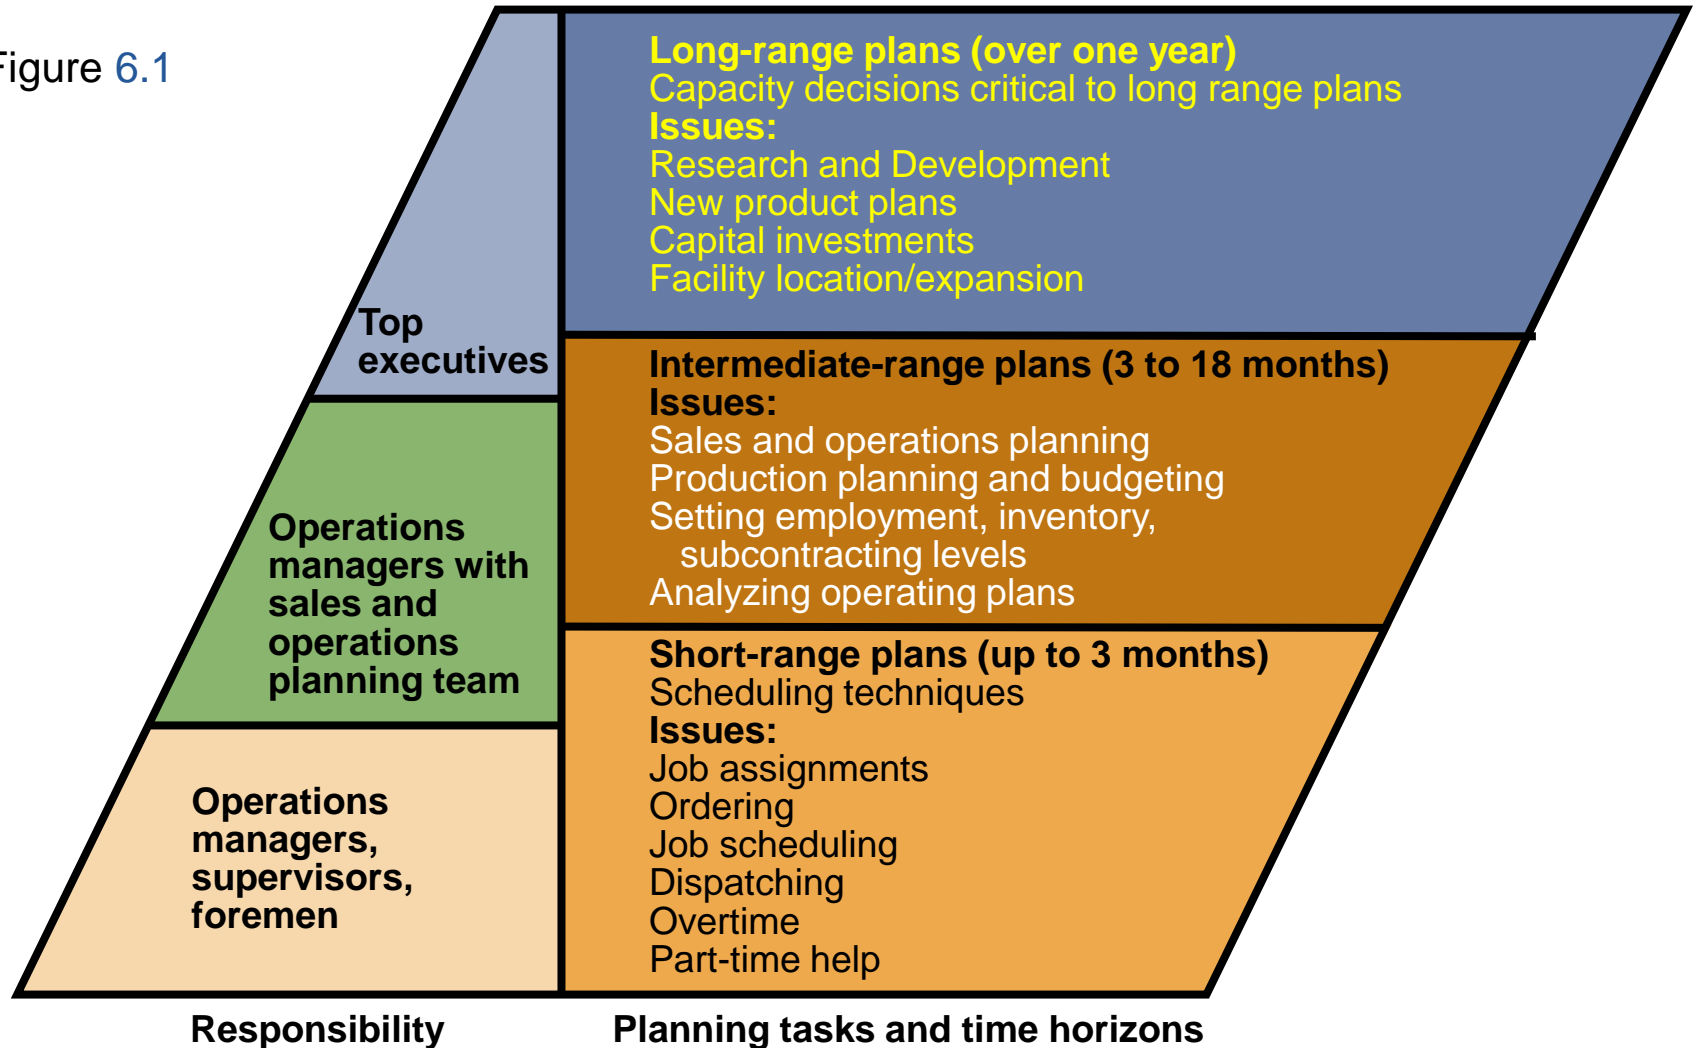 Figure 6.1
Long-range plans (over one year)
Capacity decisions critical to long range plans
Issues:
Research and Development
New product plans
Capital investments
Facility location/expansion
Top
executives
Intermediate-range plans (3 to 18 months)
Issues:
Sales and operations planning
Production planning and budgeting
Setting employment, inventory,
subcontracting levels
Analyzing operating plans
Operations
managers with
sales and
operations
planning team
Short-range plans (up to 3 months)
Scheduling techniques
Issues:
Job assignments
Ordering
Job scheduling
Dispatching
Overtime
Part-time help
Operations
managers,
supervisors,
foremen
Responsibility
Planning tasks and time horizons